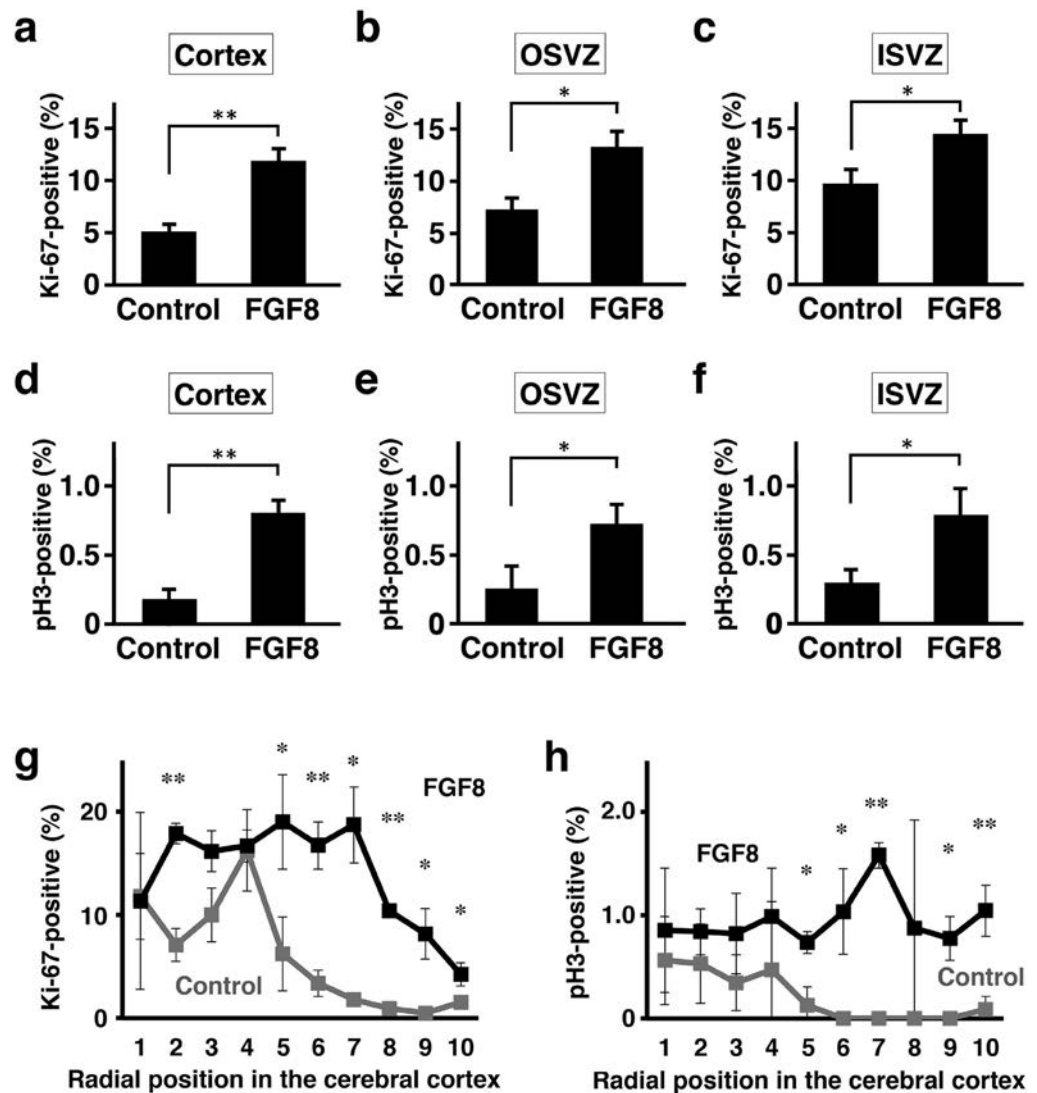 a
Cortex
Ki-67-positive (%)
15
10
5
0
**
Control FGF8
b
OSVZ
Ki-67-positive (%)
15
10
5
0
*
Control FGF8
c
ISVZ
Ki-67-positive (%)
15
10
5
0
*
Control FGF8
d
Cortex
pH3-positive (%)
1.0
0.5
0
**
Control FGF8
e
OSVZ
pH3-positive (%)
1.0
0.5
0
*
Control FGF8
f
ISVZ
pH3-positive (%)
1.0
0.5
0
*
Control FGF8
g
Ki-67-positive (%)
20
10
0
** * ** * ** * *
FGF8
Control
1 2 3 4 5 6 7 8 9 10
Radial position in the cerebral cortex
h
pH3-positive (%)
2.0
1.0
0
* * ** * **
FGF8
Control
1 2 3 4 5 6 7 8 9 10
Radial position in the cerebral cortex